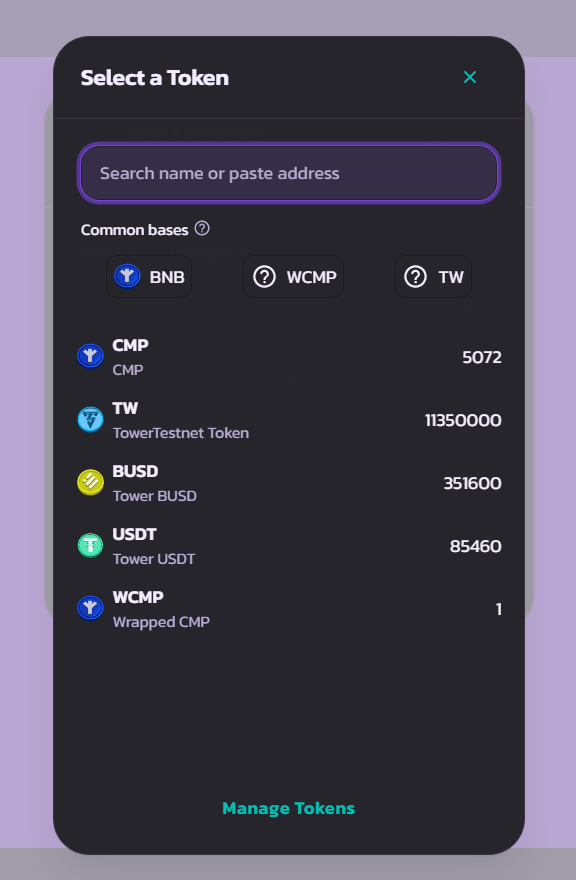 Select a Token
Search name or paste address
Common bases
BNB WCMP TW
CMP
CMP
5072
TW
TowerTestnet Token
11350000
BUSD
Tower BUSD
351600
USDT
Tower USDT
85460
WCMP
Wrapped CMP
1
Manage Tokens